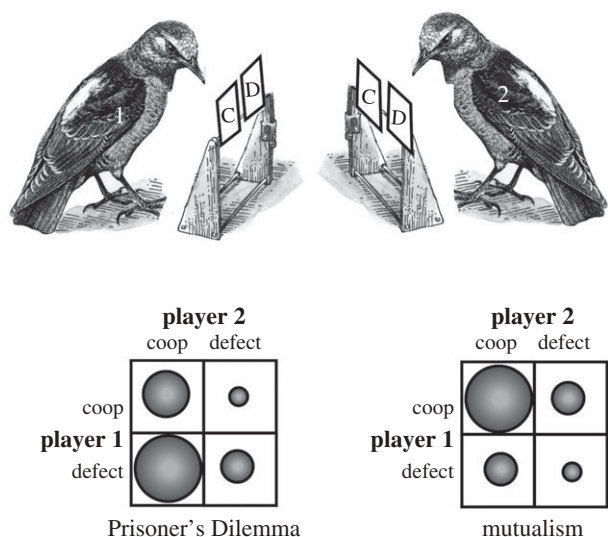 1
C
D
C
D
2
player 2
coop defect
coop
player 1
defect
Prisoner's Dilemma
player 2
coop defect
coop
player 1
defect
mutualism